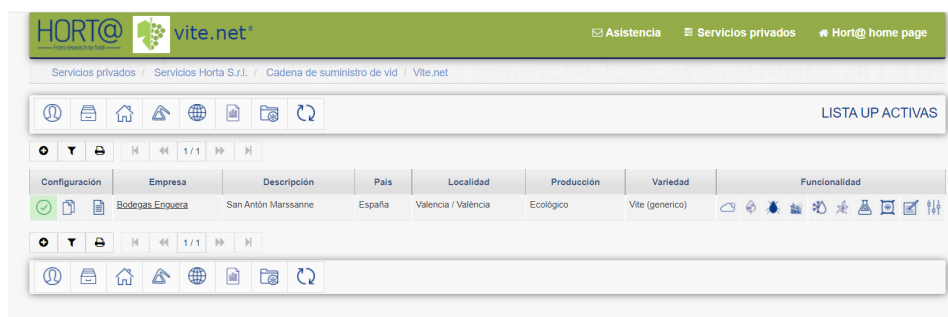 HORT@ vite.net®
From research to field
Asistencia Servicios privados Hort@ home page
Servicios privados / Servicios Horta S.r.l. / Cadena de suministro de vid / Vite.net
LISTA UP ACTIVAS
1 / 1
Configuración Empresa Descripción Pais Localidad Producción Variedad Funcionalidad
Bodegas Enguera San Antón Marssanne España Valencia / València Ecológico Vite (generico)
1 / 1